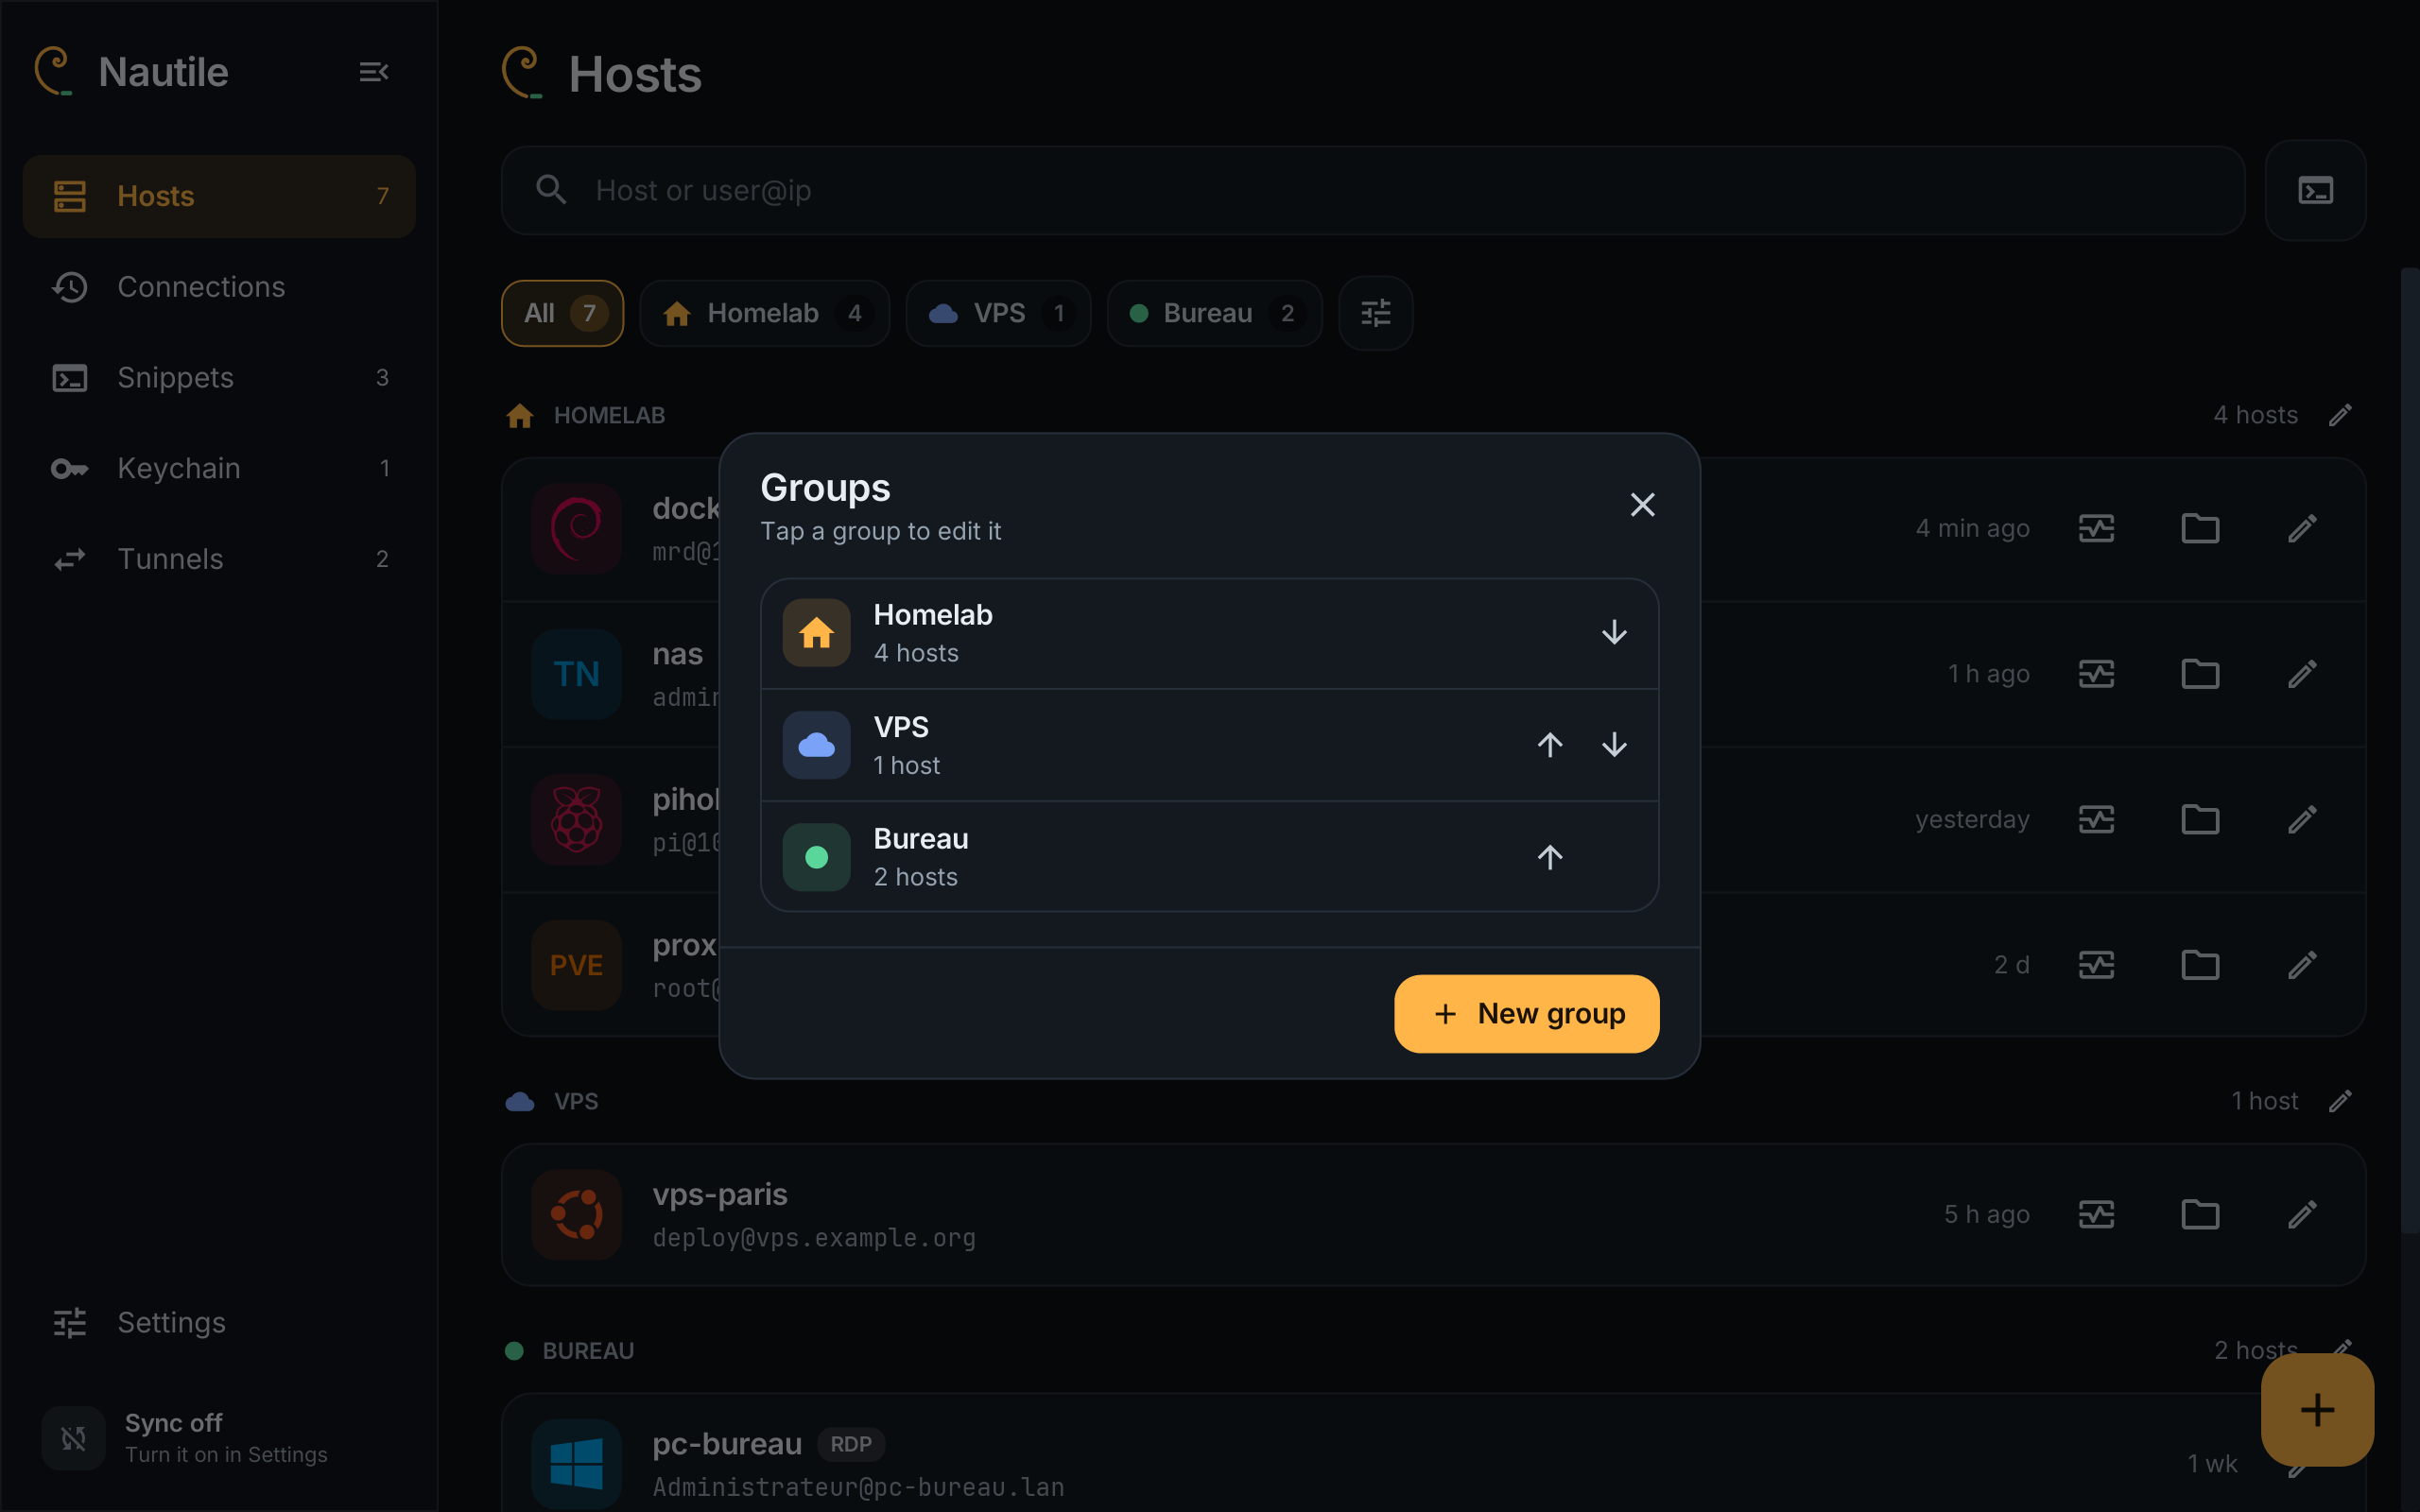 Nautile
Hosts 7
Connections
Snippets 3
Keychain 1
Tunnels 2
Settings
Sync off
Turn it on in Settings
Hosts
Host or user@ip
All 7
Homelab 4
VPS 1
Bureau 2
HOMELAB
4 hosts
4 min ago
TN
nas
1 h ago
yesterday
PVE
2 d
Groups
Tap a group to edit it
Homelab
4 hosts
VPS
1 host
Bureau
2 hosts
New group
VPS
1 host
vps-paris
deploy@vps.example.org
5 h ago
BUREAU
2 hosts
pc-bureau RDP
Administrateur@pc-bureau.lan
1 wk